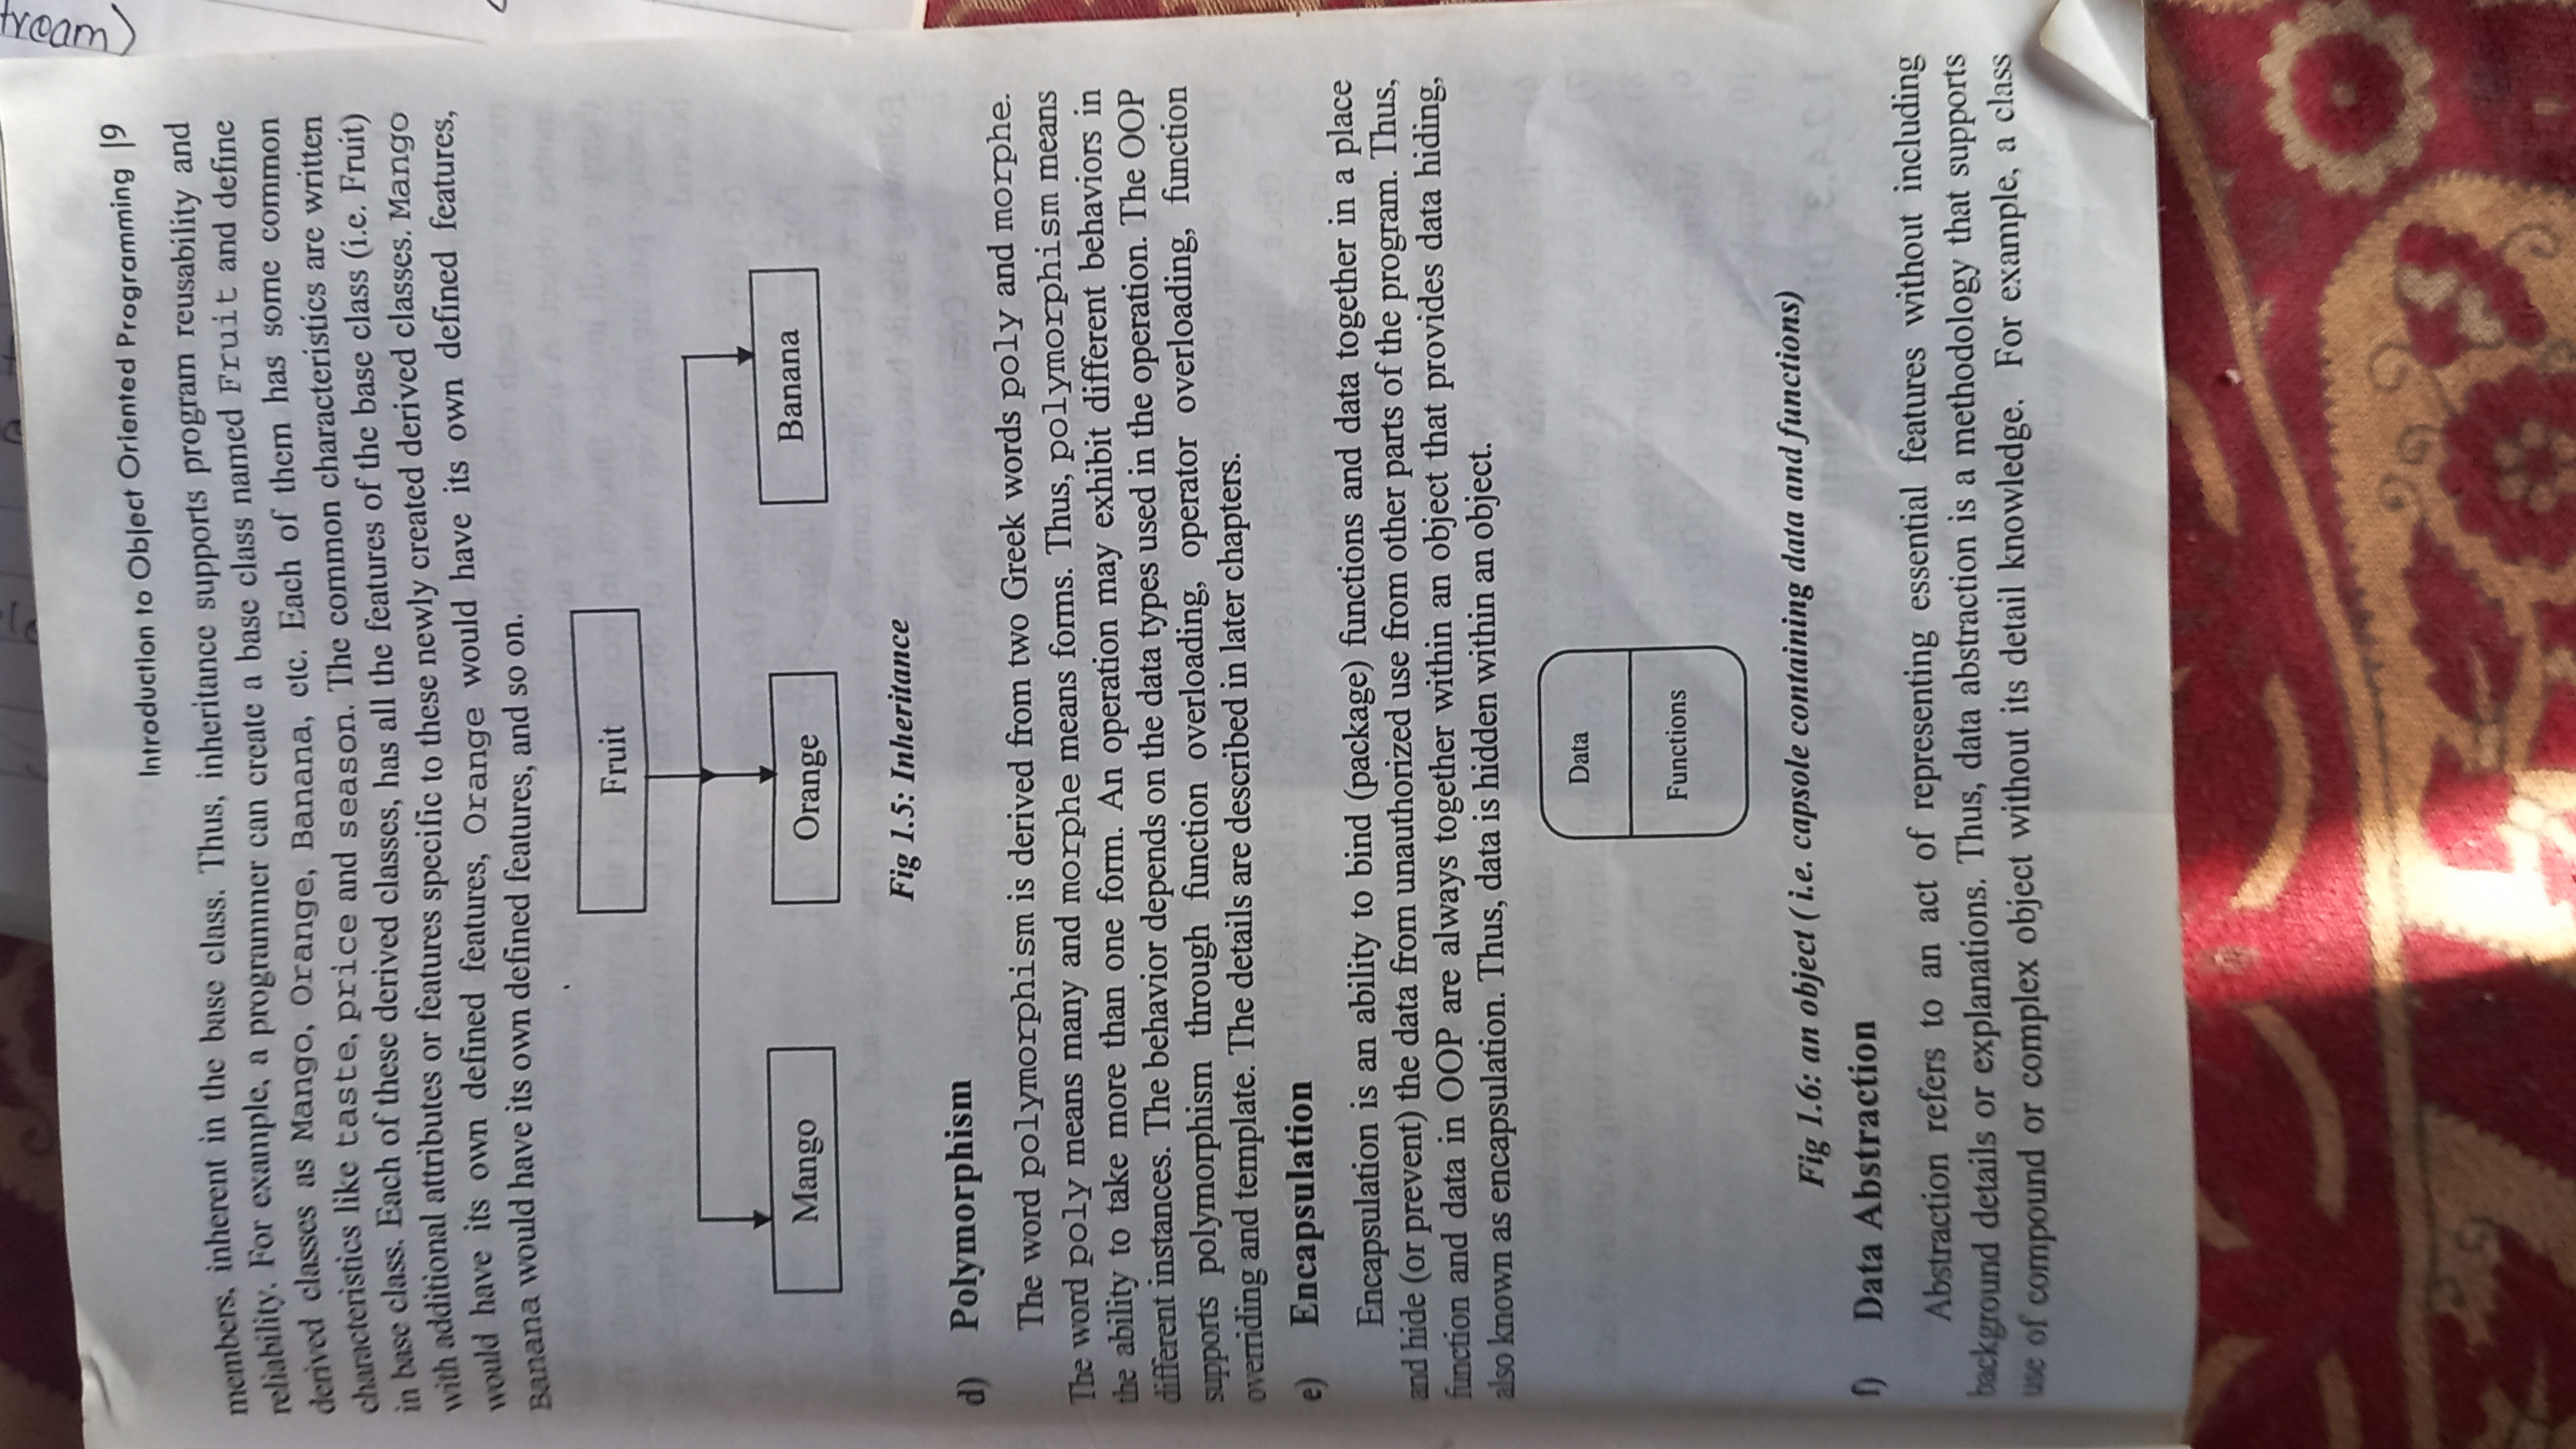 tream)
Introduction to Object Oriented Programming |9
members, inherent in the base class. Thus, inheritance supports program reusability and
reliability. For example, a programmer can create a base class named Fruit and define
derived classes as Mango, Orange, Banana, etc. Each of them has some common
characteristics like taste, price and season. The common characteristics are written
in base class. Each of these derived classes, has all the features of the base class (i.e. Fruit)
with additional attributes or features specific to these newly created derived classes. Mango
would have its own defined features, Orange would have its own defined features,
Banana would have its own defined features, and so on.
Fruit
Mango
Orange
Banana
Fig 1.5: Inheritance
d) Polymorphism
The word polymorphism is derived from two Greek words poly and morphe.
The word poly means many and morphe means forms. Thus, polymorphism means
the ability to take more than one form. An operation may exhibit different behaviors in
different instances. The behavior depends on the data types used in the operation. The OOP
supports polymorphism through function overloading, operator overloading, function
overriding and template. The details are described in later chapters.
e) Encapsulation
Encapsulation is an ability to bind (package) functions and data together in a place
and hide (or prevent) the data from unauthorized use from other parts of the program. Thus,
function and data in OOP are always together within an object that provides data hiding,
also known as encapsulation. Thus, data is hidden within an object.
Data
Functions
Fig 1.6: an object ( i.e. capsole containing data and functions)
f) Data Abstraction
Abstraction refers to an act of representing essential features without including
background details or explanations. Thus, data abstraction is a methodology that supports
use of compound or complex object without its detail knowledge. For example, a class